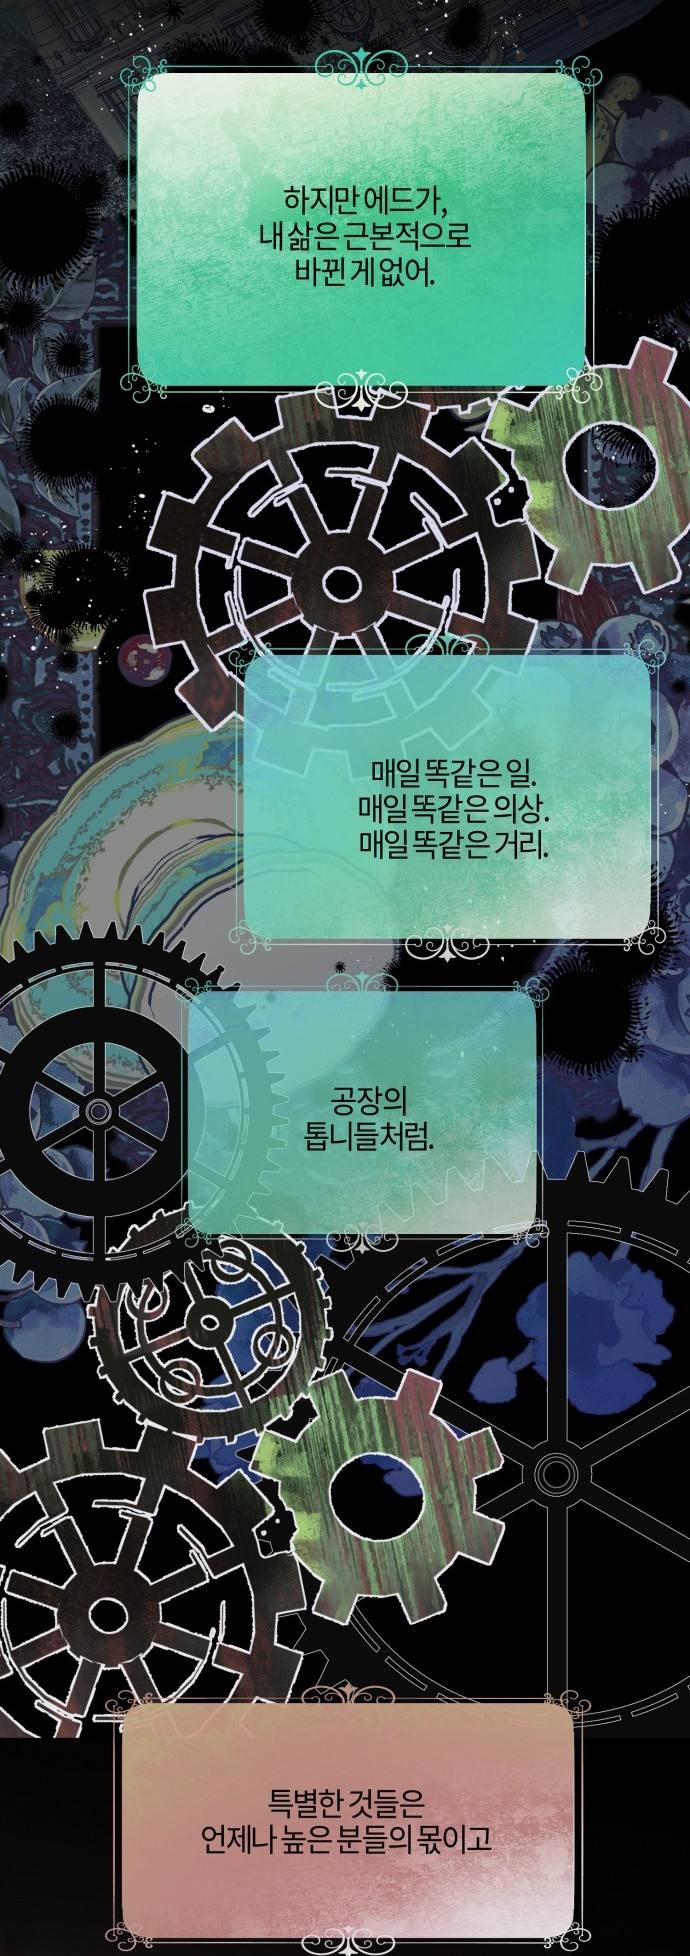 하지만 에드가,
내 삶은 근본적으로
바뀐 게 없어.
매일 똑같은 일.
매일 똑같은 의상.
매일 똑같은 거리.
공장의
톱니들처럼.
특별한 것들은
언제나 높은 분들의 몫이고